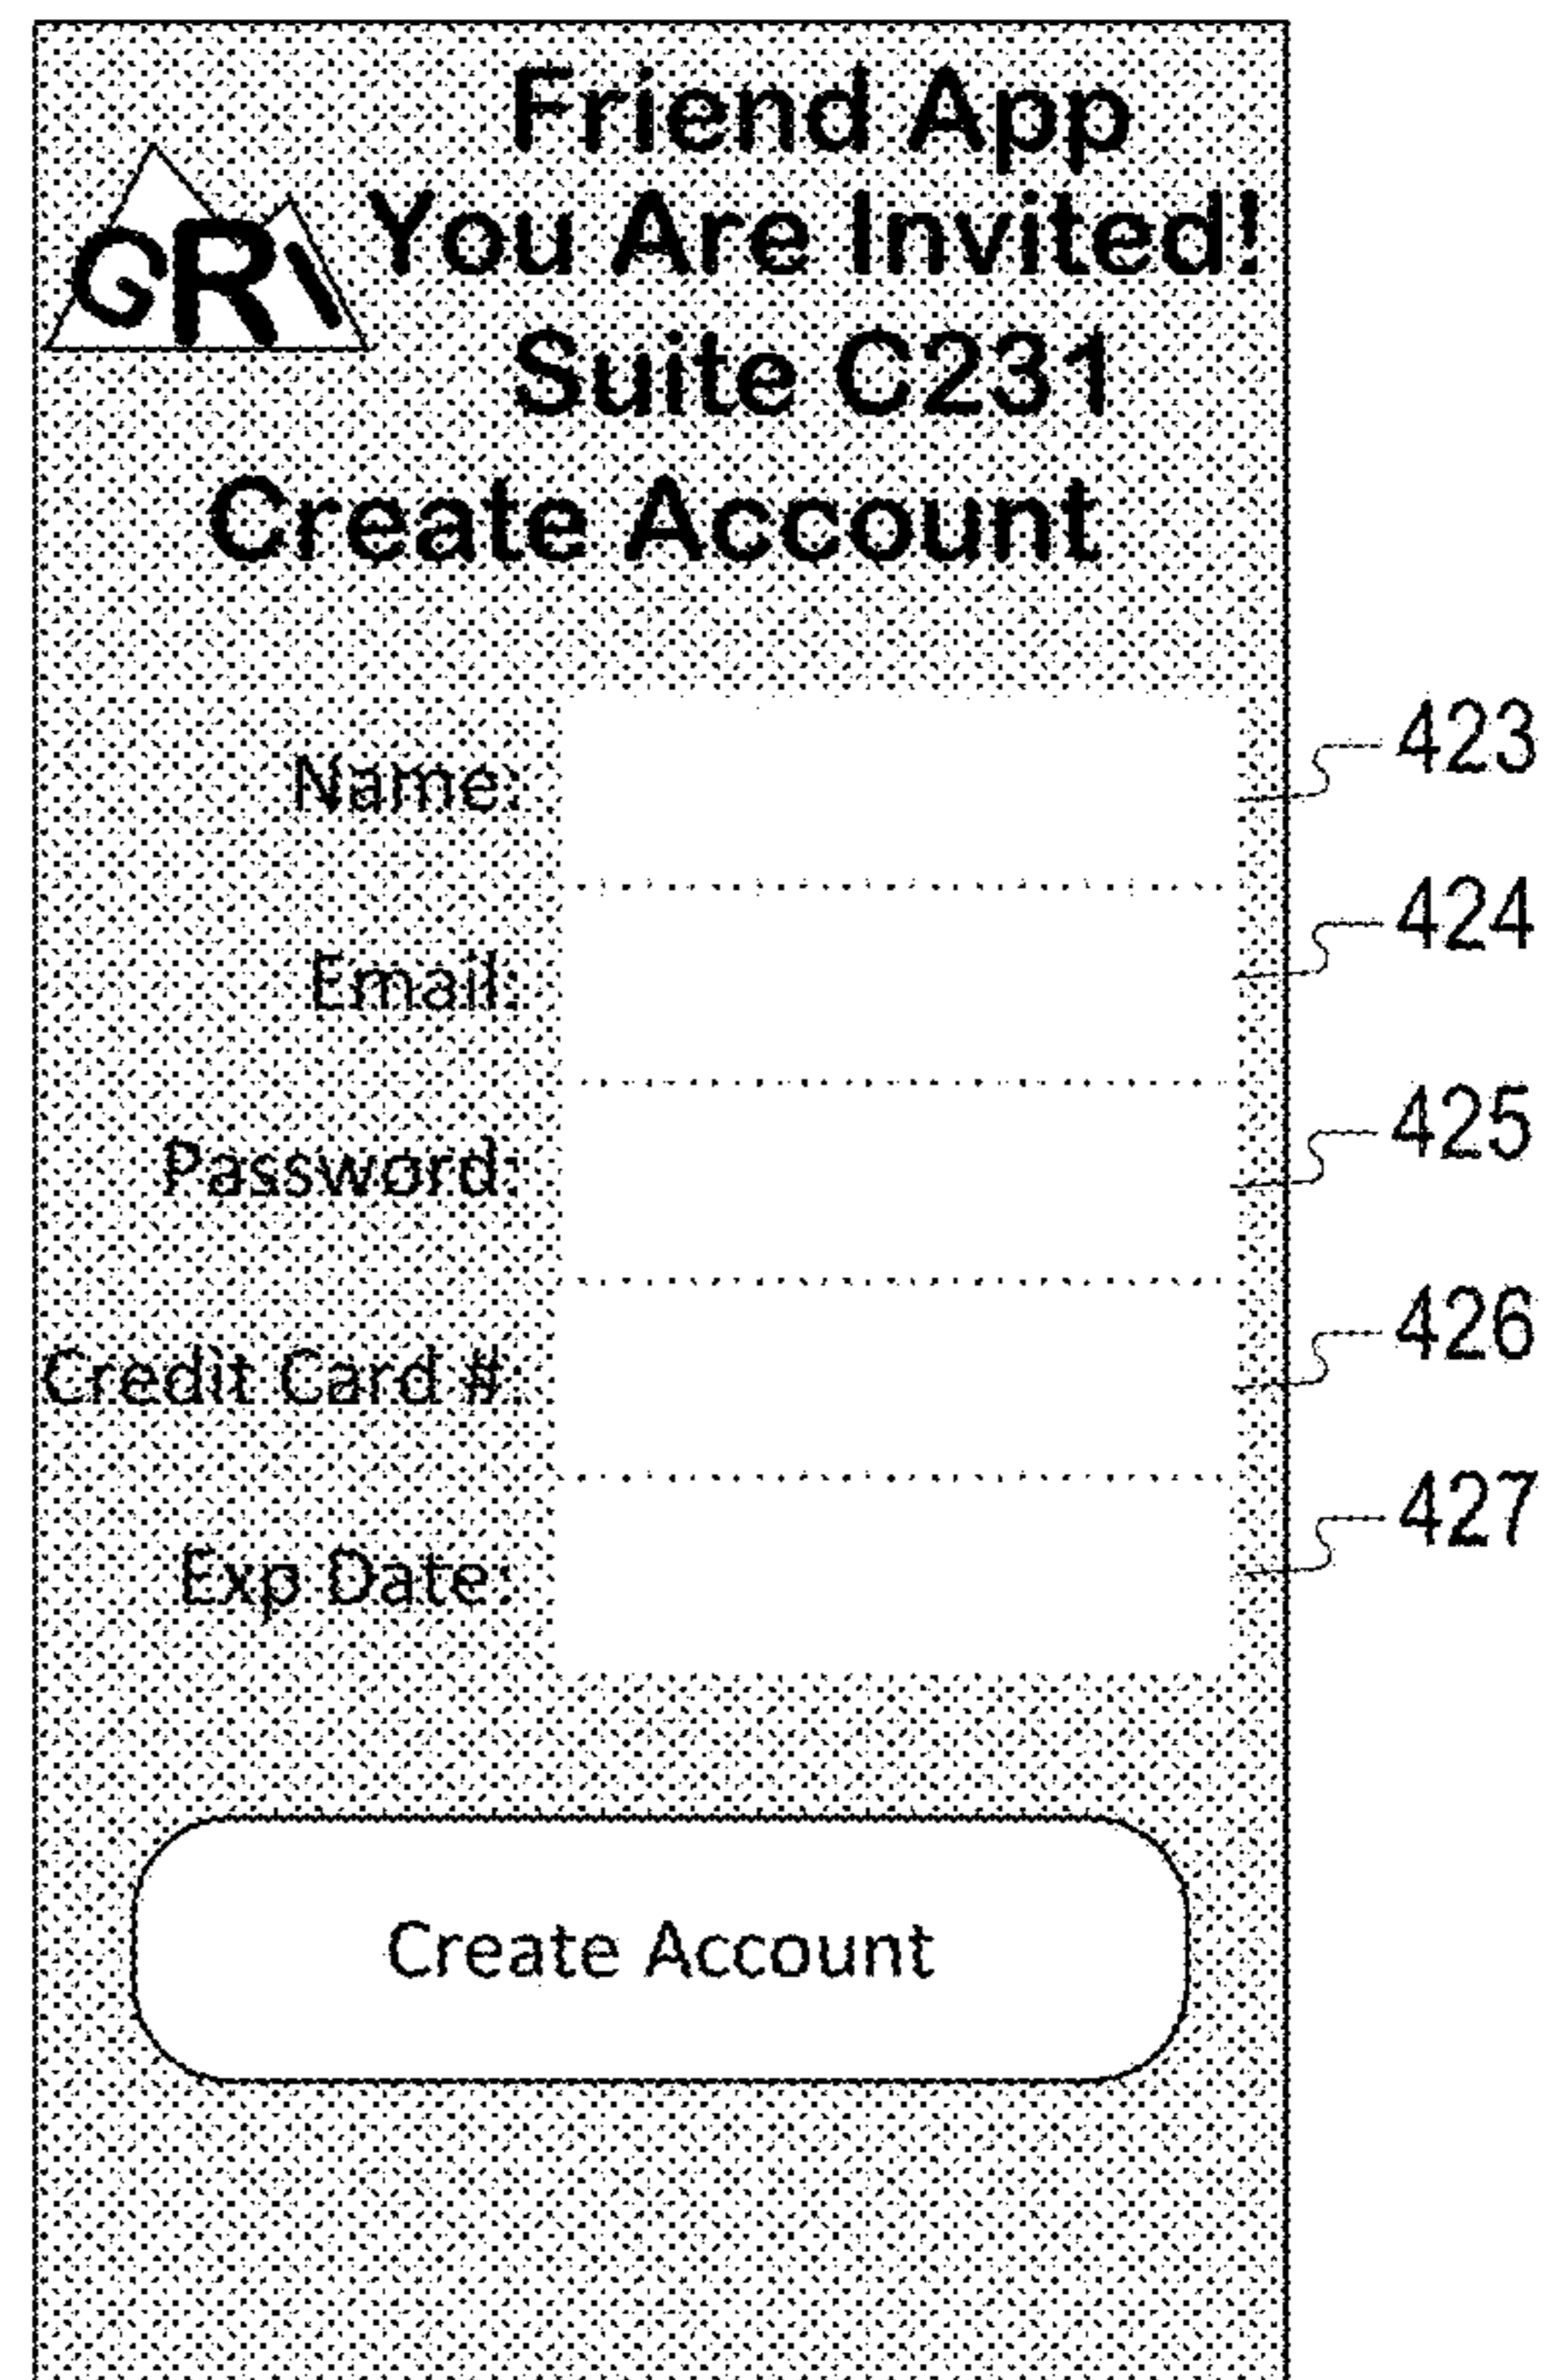 Friend App
GRI
You Are Invited!
Suite C231
Create Account
Name: 423
Email: 424
Password: 425
Credit Card #: 426
Exp Date: 427
Create Account